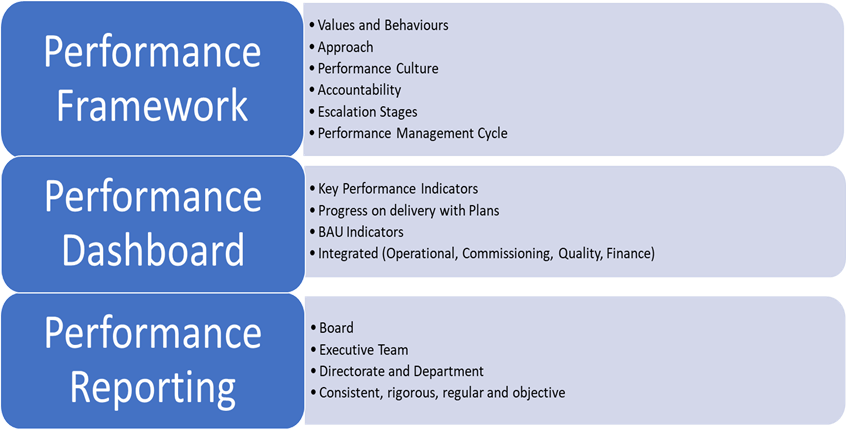 Performance
Framework
• Values and Behaviours
• Approach
• Performance Culture
• Accountability
• Escalation Stages
• Performance Management Cycle
Performance
Dashboard
• Key Performance Indicators
• Progress on delivery with Plans
• BAU Indicators
• Integrated (Operational, Commissioning, Quality, Finance)
Performance
Reporting
• Board
• Executive Team
• Directorate and Department
• Consistent, rigorous, regular and objective